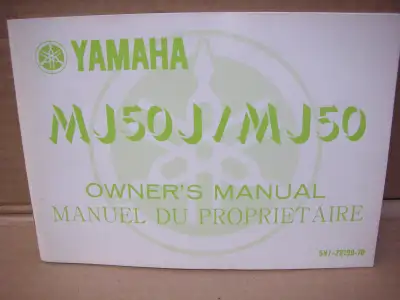 YAMAHA
MJ50J/MJ50
OWNER'S MANUAL
MANUEL DU PROPRIETAIRE